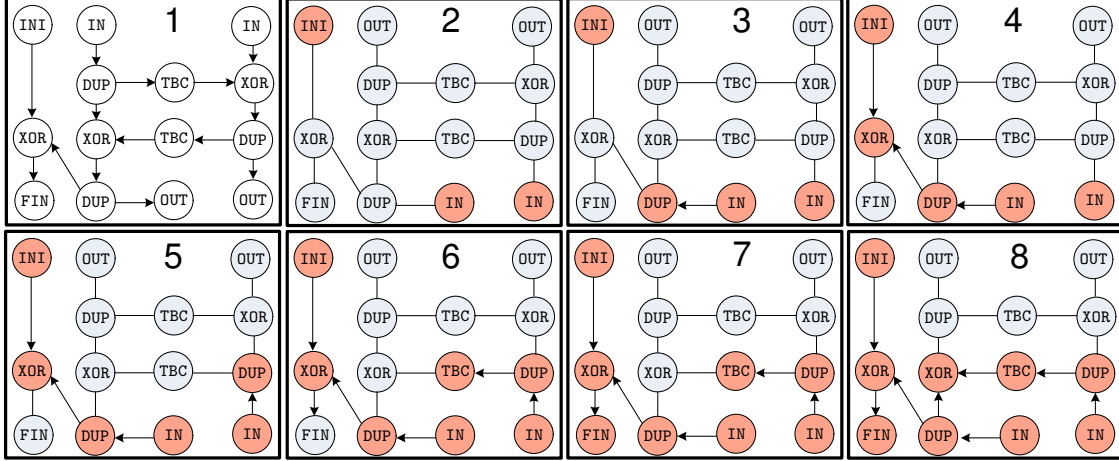 INI IN 1 IN
DUP TBC XOR
XOR XOR TBC DUP
FIN DUP OUT OUT
INI OUT 2 OUT
DUP TBC XOR
XOR XOR TBC DUP
FIN DUP IN IN
INI OUT 3 OUT
DUP TBC XOR
XOR XOR TBC DUP
FIN DUP IN IN
INI OUT 4 OUT
DUP TBC XOR
XOR XOR TBC DUP
FIN DUP IN IN
INI OUT 5 OUT
DUP TBC XOR
XOR XOR TBC DUP
FIN DUP IN IN
INI OUT 6 OUT
DUP TBC XOR
XOR XOR TBC DUP
FIN DUP IN IN
INI OUT 7 OUT
DUP TBC XOR
XOR XOR TBC DUP
FIN DUP IN IN
INI OUT 8 OUT
DUP TBC XOR
XOR XOR TBC DUP
FIN DUP IN IN